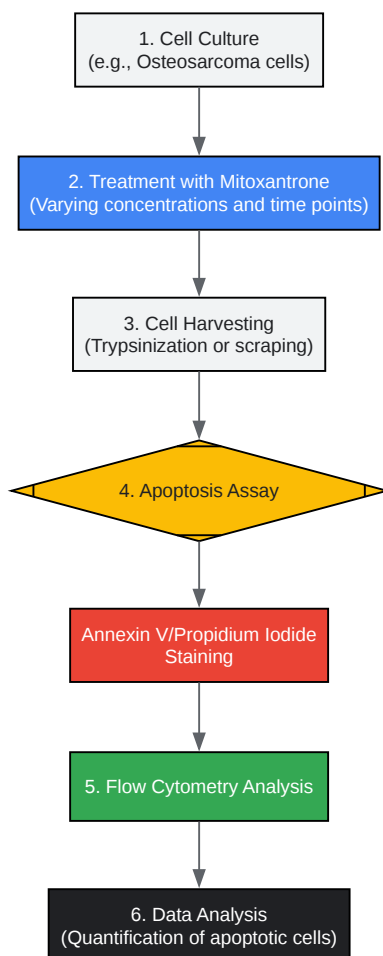 1. Cell Culture
(e.g., Osteosarcoma cells)
2. Treatment with Mitoxantrone
(Varying concentrations and time points)
3. Cell Harvesting
(Trypsinization or scraping)
4. Apoptosis Assay
Annexin V/Propidium Iodide
Staining
5. Flow Cytometry Analysis
6. Data Analysis
(Quantification of apoptotic cells)